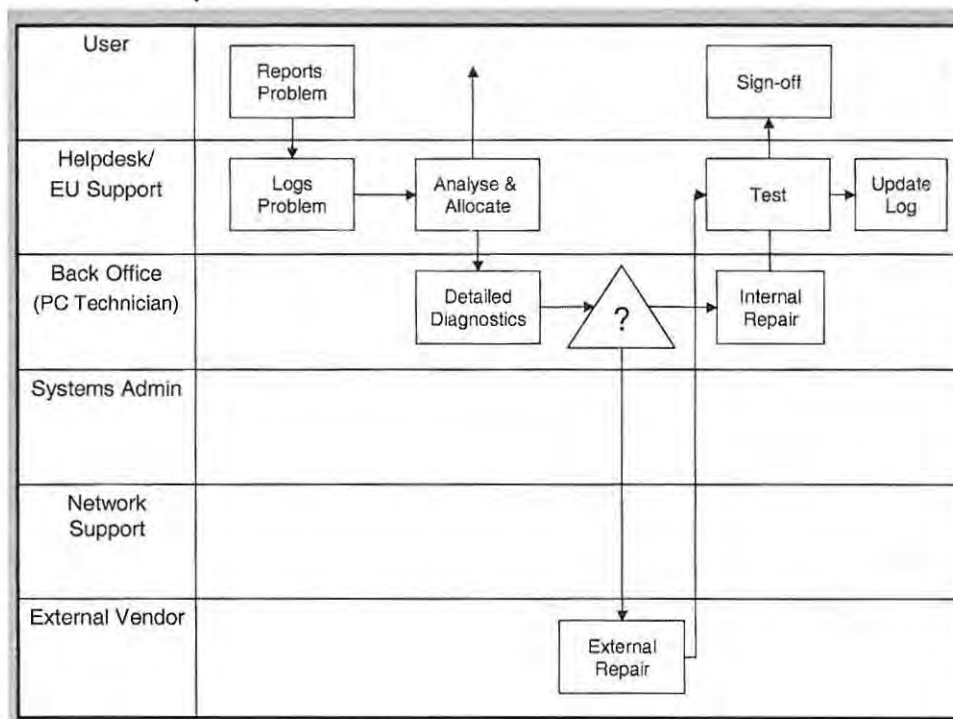 User
Reports
Problem
Sign-off
Helpdesk/
EU Support
Logs
Problem
Analyse &
Allocate
Test
Update
Log
Back Office
(PC Technician)
Detailed
Diagnostics
?
Internal
Repair
Systems Admin
Network
Support
External Vendor
External
Repair